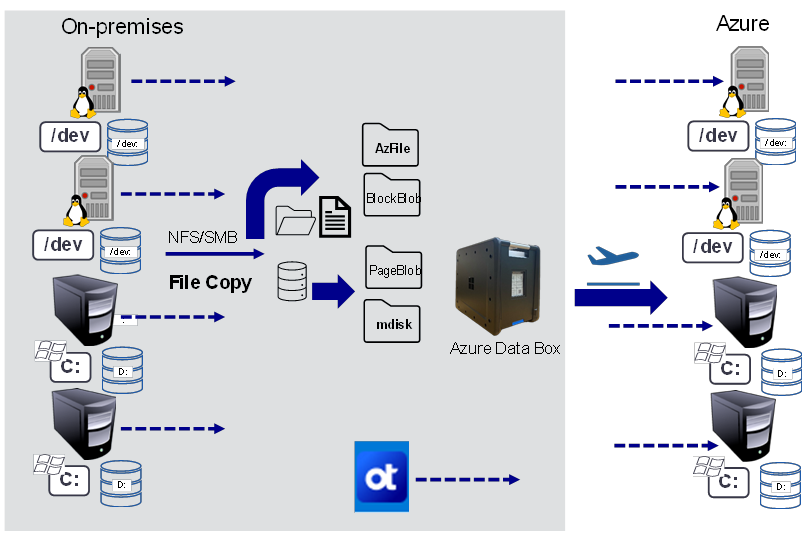 On-premises
Azure
/dev
/dev:
/dev
/dev:
NFS/SMB
File Copy
C:
D:
C:
D:
AzFile
BlockBlob
PageBlob
mdisk
Azure Data Box
ot
/dev
/dev:
/dev
/dev:
C:
D:
C:
D: